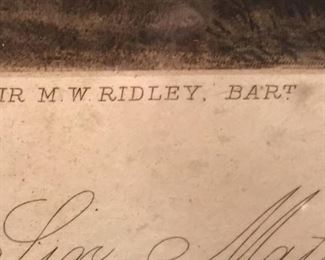 IR M.W. RIDLEY, BART.
Sir Mat